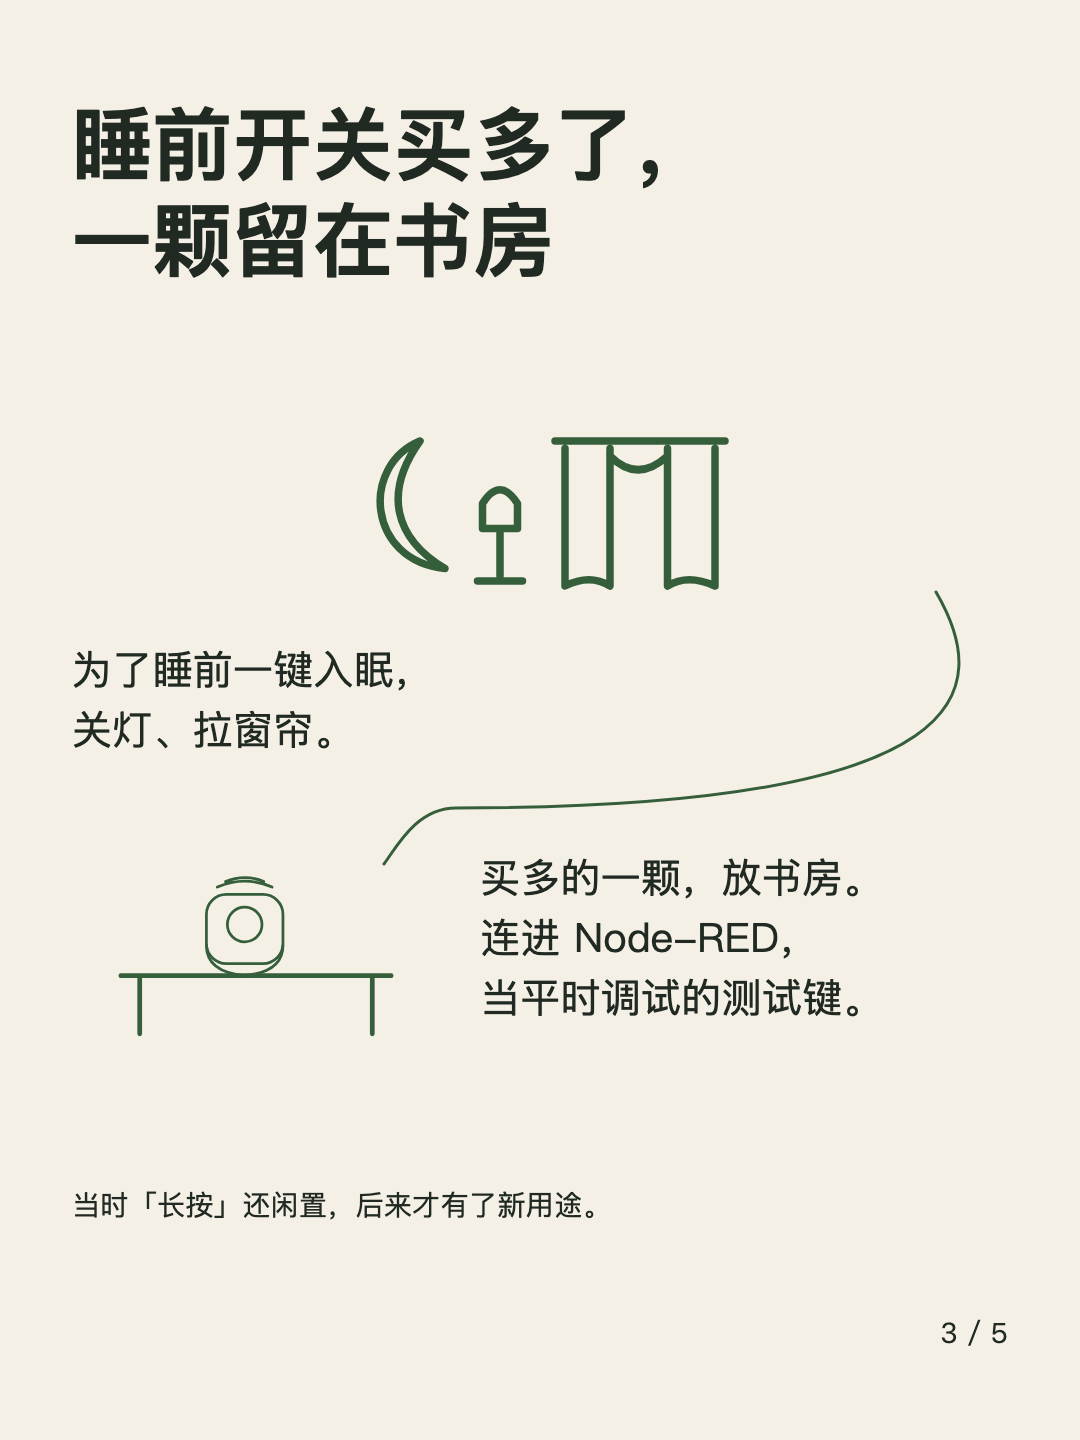 睡前开关买多了，
一颗留在书房
为了睡前一键入眠，
关灯、拉窗帘。
买多的一颗，放书房。
连进 Node-RED，
当平时调试的测试键。
当时「长按」还闲置，后来才有了新用途。
3 / 5